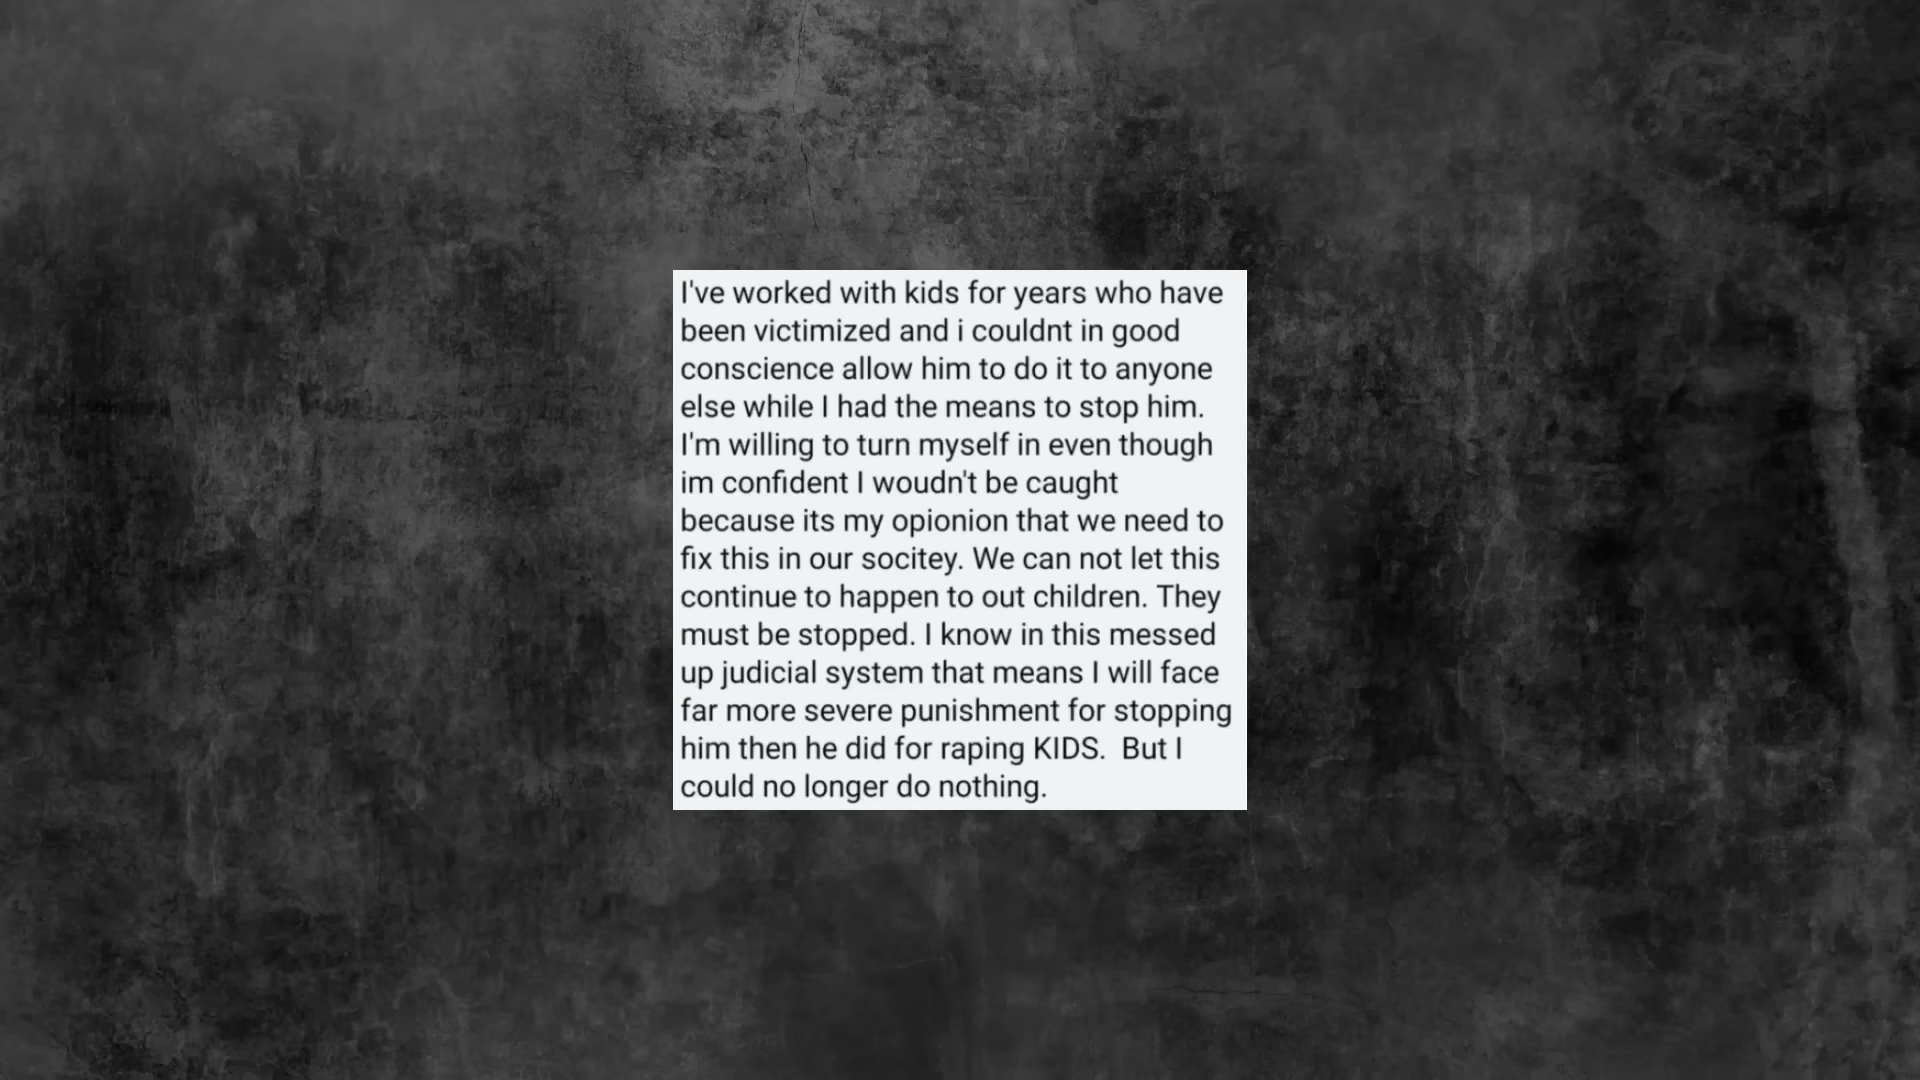 I've worked with kids for years who have
been victimized and i couldnt in good
conscience allow him to do it to anyone
else while I had the means to stop him.
I'm willing to turn myself in even though
im confident I woudn't be caught
because its my opionion that we need to
fix this in our socitey. We can not let this
continue to happen to out children. They
must be stopped. I know in this messed
up judicial system that means I will face
far more severe punishment for stopping
him then he did for raping KIDS.  But I
could no longer do nothing.